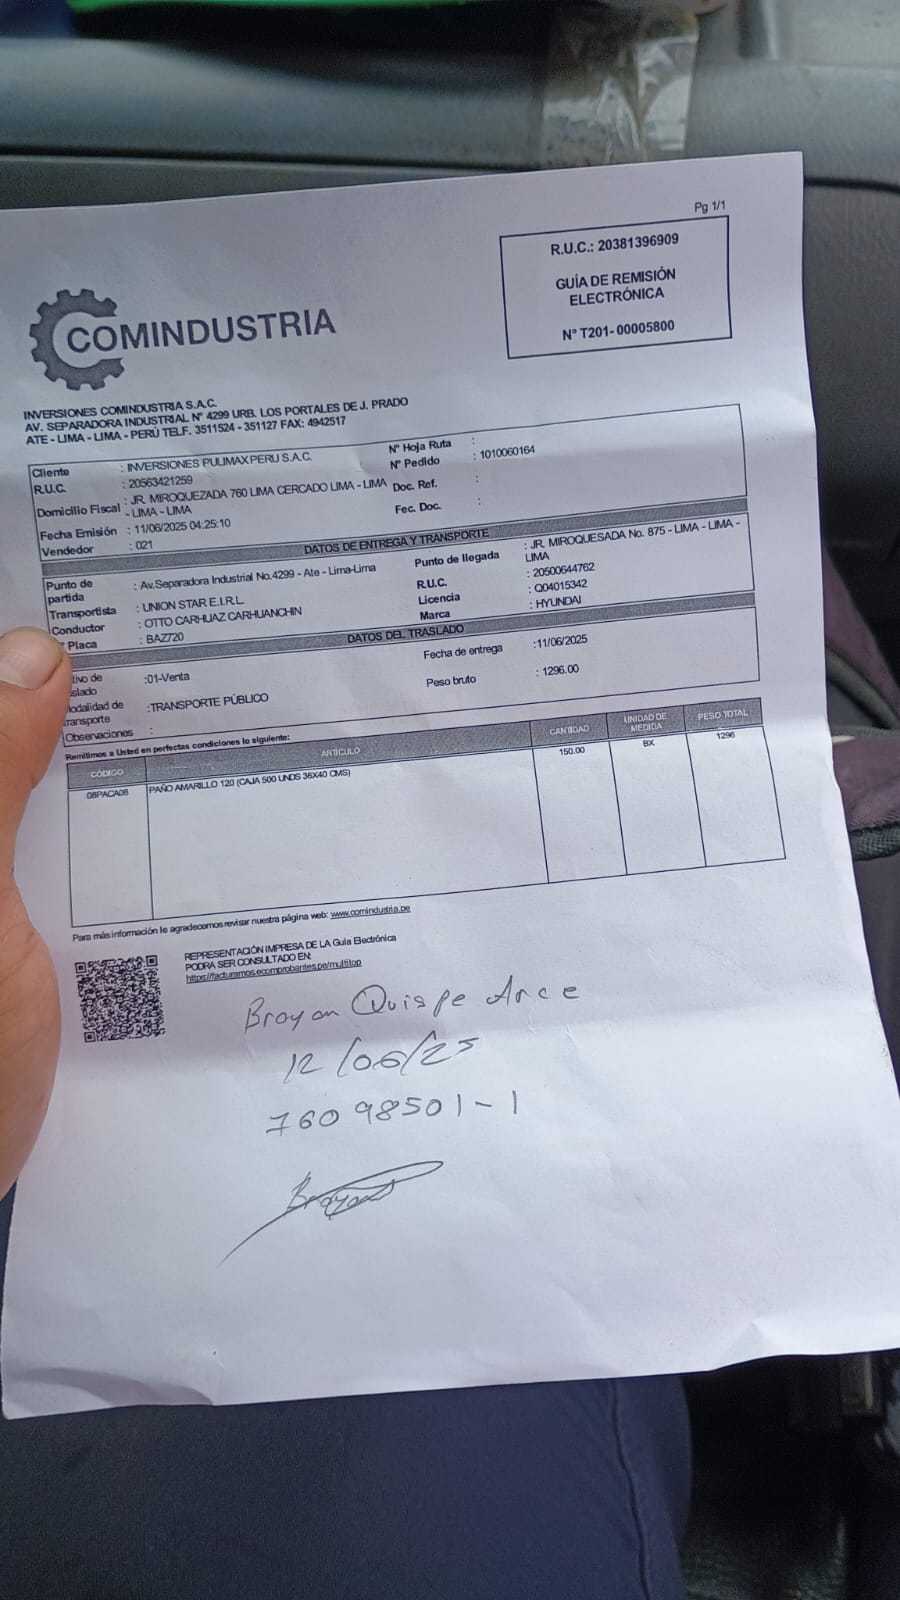 Pg 1/1
R.U.C.: 20381396909
GUÍA DE REMISIÓN
ELECTRÓNICA
N° T201- 00005800
COMINDUSTRIA
INVERSIONES COMINDUSTRIA S.A.C.
AV. SEPARADORA INDUSTRIAL N° 4299 URB. LOS PORTALES DE J. PRADO
ATE - LIMA - LIMA - PERÚ TELF. 3511524 - 351127 FAX: 4942517
Cliente : INVERSIONES PULIMAX PERU S.A.C.
R.U.C. : 20563421259
Domicilio Fiscal : JR. MIROQUEZADA 760 LIMA CERCADO LIMA - LIMA
- LIMA - LIMA
Fecha Emisión : 11/06/2025 04:25:10
Vendedor : 021
N° Hoja Ruta :
N° Pedido : 1010060164
Doc. Ref. :
Fec. Doc. :
DATOS DE ENTREGA Y TRANSPORTE
Punto de
partida : Av.Separadora Industrial No.4299 - Ate - Lima-Lima
Transportista : UNION STAR E.I.R.L.
Conductor : OTTO CARHUAZ CARHUANCHIN
Placa : BAZ720
Punto de llegada : JR. MIROQUESADA No. 875 - LIMA - LIMA -
LIMA
R.U.C. : 20500644762
Licencia : Q04015342
Marca : HYUNDAI
DATOS DEL TRASLADO
tivo de
slado :01-Venta
odalidad de
transporte :TRANSPORTE PÚBLICO
Observaciones :
Fecha de entrega :11/06/2025
Peso bruto : 1296.00
Remitimos a Usted en perfectas condiciones lo siguiente:
CÓDIGO ARTICULO CANTIDAD UNIDAD DE MEDIDA PESO TOTAL
08PACA06 PAÑO AMARILLO 120 (CAJA 500 UNDS 36X40 CMS) 150.00 BX 1296
Para más información le agradecemos revisar nuestra página web: www.comindustria.pe
REPRESENTACIÓN IMPRESA DE LA Guía Electrónica
PODRA SER CONSULTADO EN:
https://facturamos.ecomprobantes.pe/multitop
Brayan Quispe Arce
12/06/25
76098501-1
Brayan